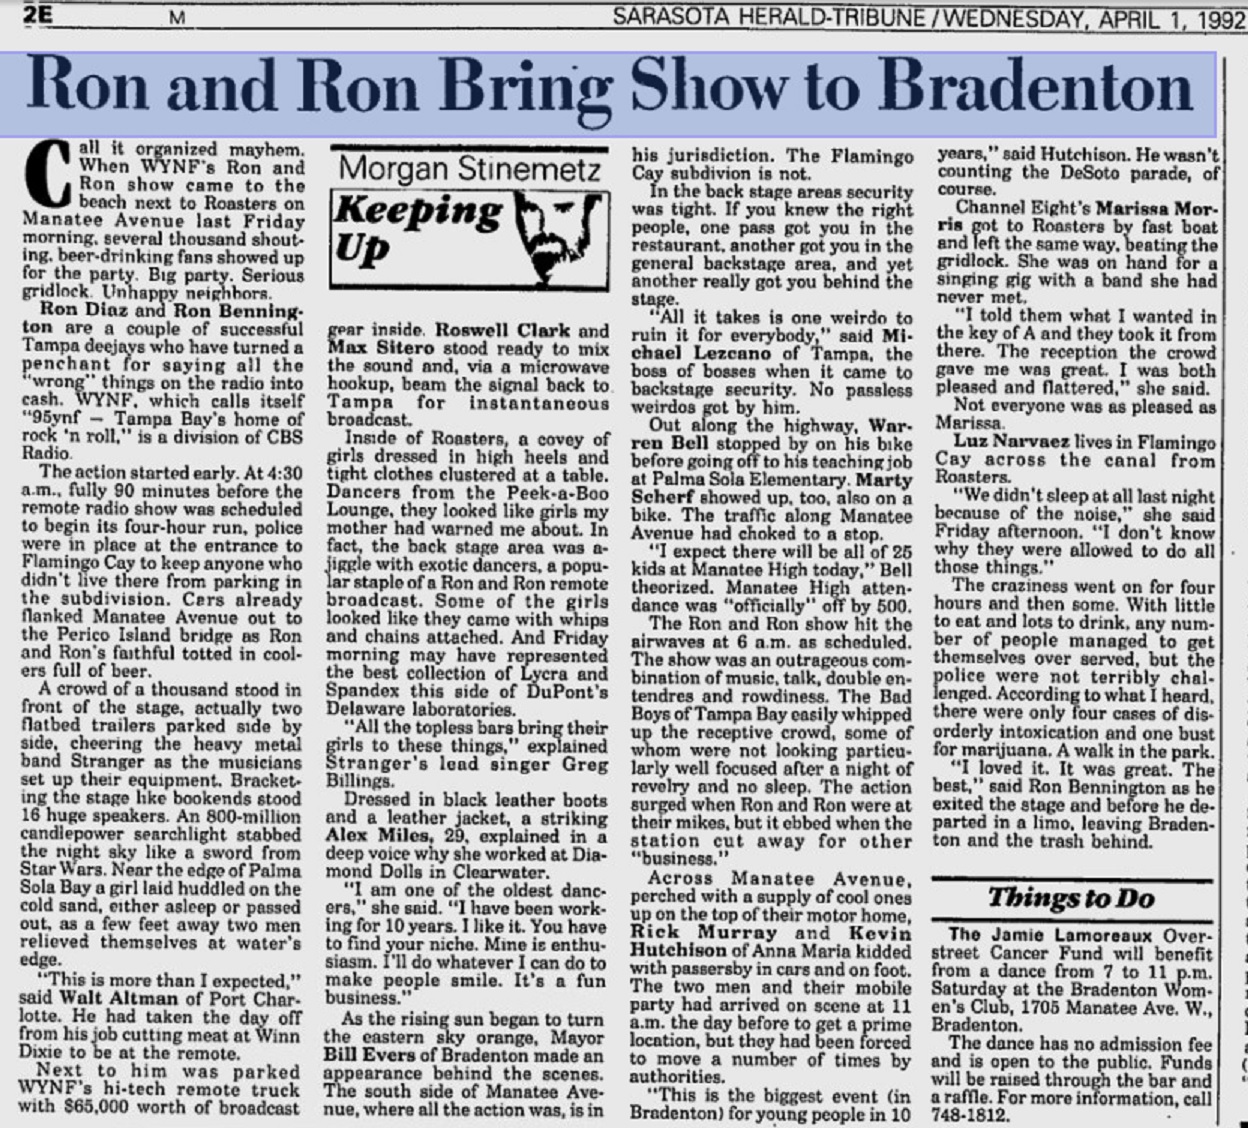 2E
M
SARASOTA HERALD-TRIBUNE/WEDNESDAY, APRIL 1, 1992
Ron and Ron Bring Show to Bradenton
Call it organized mayhem.
When WYNF's Ron and
Ron show came to the
beach next to Roasters on
Manatee Avenue last Friday
morning, several thousand shout-
ing, beer-drinking fans showed up
for the party. Big party. Serious
gridlock. Unhappy neighbors.
Ron Diaz and Ron Benning-
ton are a couple of successful
Tampa deejays who have turned a
penchant for saying all the
"wrong" things on the radio into
cash. WYNF, which calls itself
"95ynf — Tampa Bay's home of
rock 'n roll," is a division of CBS
Radio.
The action started early. At 4:30
a.m., fully 90 minutes before the
remote radio show was scheduled
to begin its four-hour run, police
were in place at the entrance to
Flamingo Cay to keep anyone who
didn't live there from parking in
the subdivision. Cars already
flanked Manatee Avenue out to
the Perico Island bridge as Ron
and Ron's faithful totted in cool-
ers full of beer.
A crowd of a thousand stood in
front of the stage, actually two
flatbed trailers parked side by
side, cheering the heavy metal
band Stranger as the musicians
set up their equipment. Bracket-
ing the stage like bookends stood
16 huge speakers. An 800-million
candlepower searchlight stabbed
the night sky like a sword from
Star Wars. Near the edge of Palma
Sola Bay a girl laid huddled on the
cold sand, either asleep or passed
out, as a few feet away two men
relieved themselves at water's
edge.
"This is more than I expected,"
said Walt Altman of Port Char-
lotte. He had taken the day off
from his job cutting meat at Winn
Dixie to be at the remote.
Next to him was parked
WYNF's hi-tech remote truck
with $65,000 worth of broadcast
Morgan Stinemetz
Keeping
Up
gear inside. Roswell Clark and
Max Sitero stood ready to mix
the sound and, via a microwave
hookup, beam the signal back to
Tampa for instantaneous
broadcast.
Inside of Roasters, a covey of
girls dressed in high heels and
tight clothes clustered at a table.
Dancers from the Peek-a-Boo
Lounge, they looked like girls my
mother had warned me about. In
fact, the back stage area was a-
jiggle with exotic dancers, a popu-
lar staple of a Ron and Ron remote
broadcast. Some of the girls
looked like they came with whips
and chains attached. And Friday
morning may have represented
the best collection of Lycra and
Spandex this side of DuPont's
Delaware laboratories.
"All the topless bars bring their
girls to these things," explained
Stranger's lead singer Greg
Billings.
Dressed in black leather boots
and a leather jacket, a striking
Alex Miles, 29, explained in a
deep voice why she worked at Dia-
mond Dolls in Clearwater.
"I am one of the oldest danc-
ers," she said. "I have been work-
ing for 10 years. I like it. You have
to find your niche. Mine is enthu-
siasm. I'll do whatever I can do to
make people smile. It's a fun
business."
As the rising sun began to turn
the eastern sky orange, Mayor
Bill Evers of Bradenton made an
appearance behind the scenes.
The south side of Manatee Ave-
nue, where all the action was, is in
his jurisdiction. The Flamingo
Cay subdivion is not.
In the back stage areas security
was tight. If you knew the right
people, one pass got you in the
restaurant, another got you in the
general backstage area, and yet
another really got you behind the
stage.
"All it takes is one weirdo to
ruin it for everybody," said Mi-
chael Lezcano of Tampa, the
boss of bosses when it came to
backstage security. No passless
weirdos got by him.
Out along the highway, War-
ren Bell stopped by on his bike
before going off to his teaching job
at Palma Sola Elementary. Marty
Scherf showed up, too, also on a
bike. The traffic along Manatee
Avenue had choked to a stop.
"I expect there will be all of 25
kids at Manatee High today," Bell
theorized. Manatee High atten-
dance was "officially" off by 500.
The Ron and Ron show hit the
airwaves at 6 a.m. as scheduled.
The show was an outrageous com-
bination of music, talk, double en-
tendres and rowdiness. The Bad
Boys of Tampa Bay easily whipped
up the receptive crowd, some of
whom were not looking particu-
larly well focused after a night of
revelry and no sleep. The action
surged when Ron and Ron were at
their mikes, but it ebbed when the
station cut away for other
"business."
Across Manatee Avenue,
perched with a supply of cool ones
up on the top of their motor home,
Rick Murray and Kevin
Hutchison of Anna Maria kidded
with passersby in cars and on foot.
The two men and their mobile
party had arrived on scene at 11
a.m. the day before to get a prime
location, but they had been forced
to move a number of times by
authorities.
"This is the biggest event (in
Bradenton) for young people in 10
years," said Hutchison. He wasn't
counting the DeSoto parade, of
course.
Channel Eight's Marissa Mor-
ris got to Roasters by fast boat
and left the same way, beating the
gridlock. She was on hand for a
singing gig with a band she had
never met.
"I told them what I wanted in
the key of A and they took it from
there. The reception the crowd
gave me was great. I was both
pleased and flattered," she said.
Not everyone was as pleased as
Marissa.
Luz Narvaez lives in Flamingo
Cay across the canal from
Roasters.
"We didn't sleep at all last night
because of the noise," she said
Friday afternoon. "I don't know
why they were allowed to do all
those things."
The craziness went on for four
hours and then some. With little
to eat and lots to drink, any num-
ber of people managed to get
themselves over served, but the
police were not terribly chal-
lenged. According to what I heard,
there were only four cases of dis-
orderly intoxication and one bust
for marijuana. A walk in the park.
"I loved it. It was great. The
best," said Ron Bennington as he
exited the stage and before he de-
parted in a limo, leaving Braden-
ton and the trash behind.
Things to Do
The Jamie Lamoreaux Over-
street Cancer Fund will benefit
from a dance from 7 to 11 p.m.
Saturday at the Bradenton Wom-
en's Club, 1705 Manatee Ave. W.,
Bradenton.
The dance has no admission fee
and is open to the public. Funds
will be raised through the bar and
a raffle. For more information, call
748-1812.